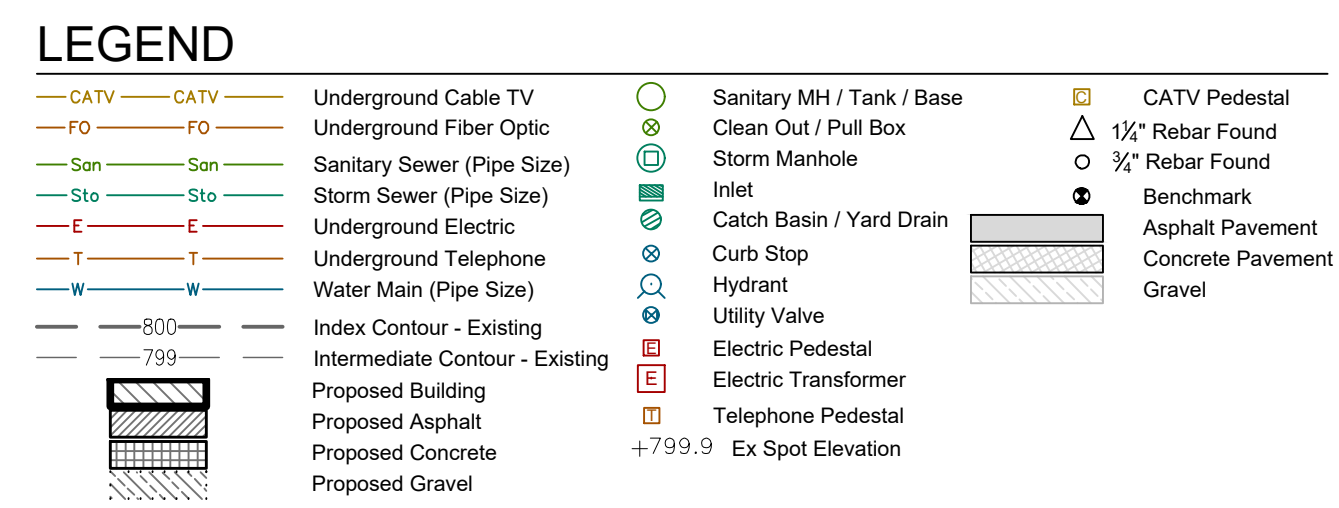 LEGEND
CATV CATV Underground Cable TV
FO FO Underground Fiber Optic
San San Sanitary Sewer (Pipe Size)
Sto Sto Storm Sewer (Pipe Size)
E E Underground Electric
T T Underground Telephone
W W Water Main (Pipe Size)
800 Index Contour - Existing
799 Intermediate Contour - Existing
Proposed Building
Proposed Asphalt
Proposed Concrete
Proposed Gravel
Sanitary MH / Tank / Base
Clean Out / Pull Box
Storm Manhole
Inlet
Catch Basin / Yard Drain
Curb Stop
Hydrant
Utility Valve
E Electric Pedestal
E Electric Transformer
T Telephone Pedestal
+799.9 Ex Spot Elevation
C CATV Pedestal
1¼" Rebar Found
¾" Rebar Found
Benchmark
Asphalt Pavement
Concrete Pavement
Gravel